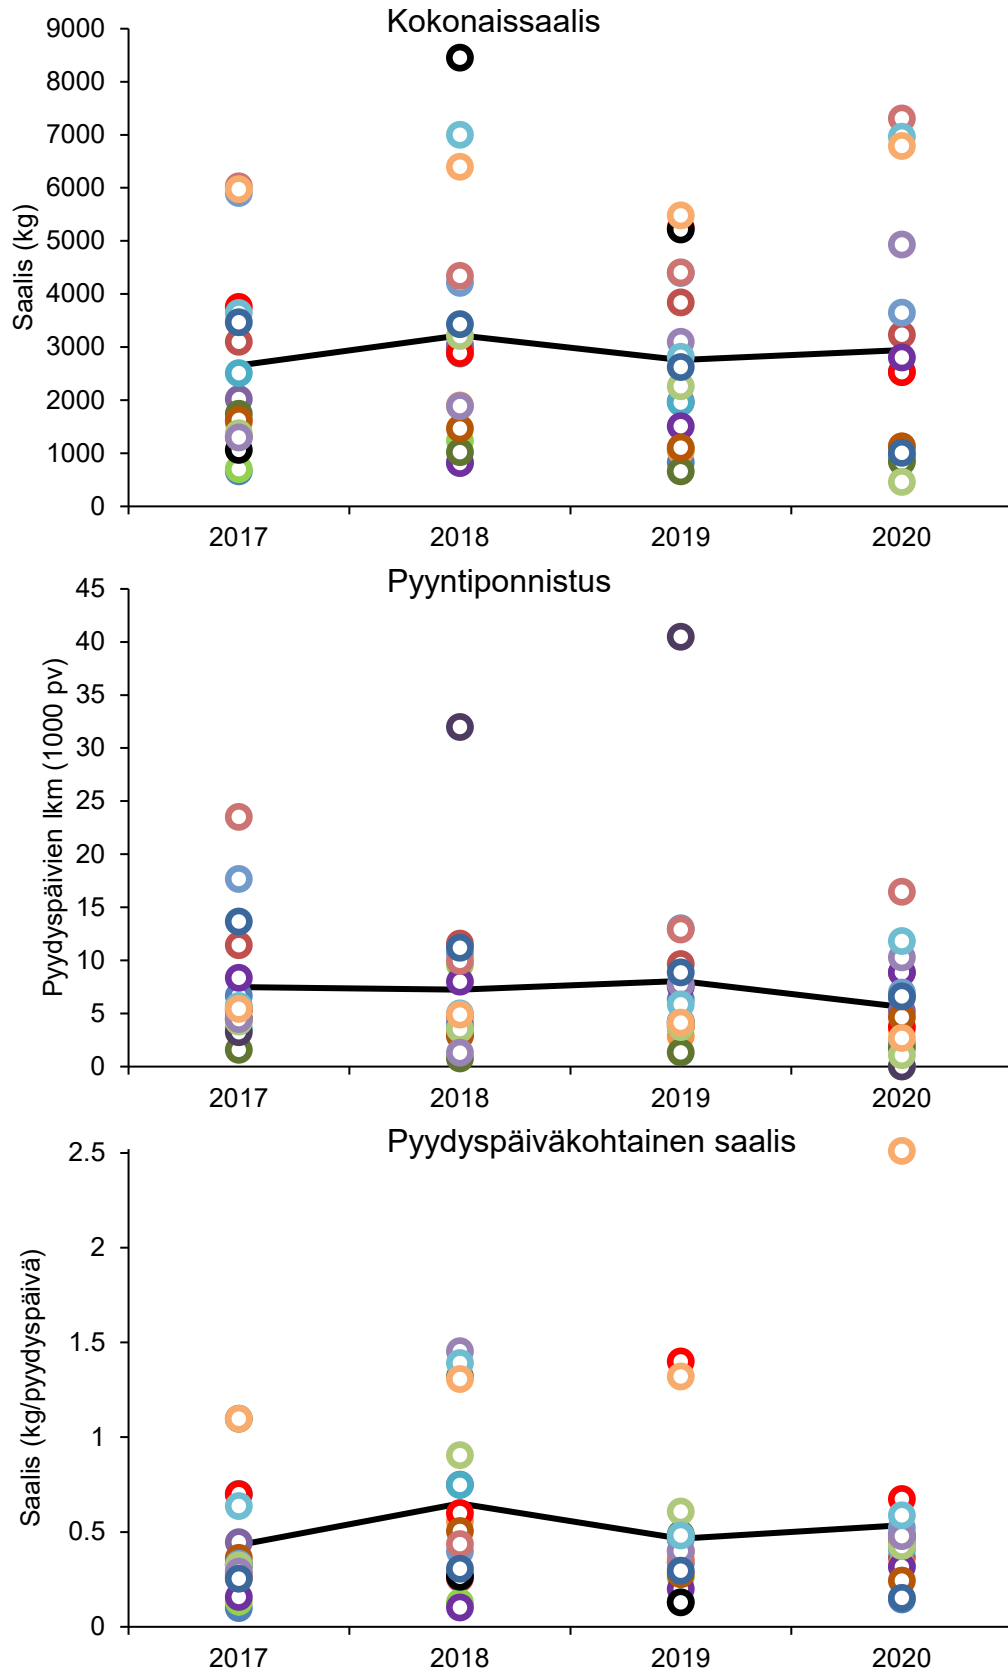 Kokonaissaalis
Saalis (kg)
9000
8000
7000
6000
5000
4000
3000
2000
1000
0
2017 2018 2019 2020
Pyyntiponnistus
Pyydyspäivien lkm (1000 pv)
45
40
35
30
25
20
15
10
5
0
2017 2018 2019 2020
Pyydyspäiväkohtainen saalis
Saalis (kg/pyydyspäivä)
2.5
2
1.5
1
0.5
0
2017 2018 2019 2020